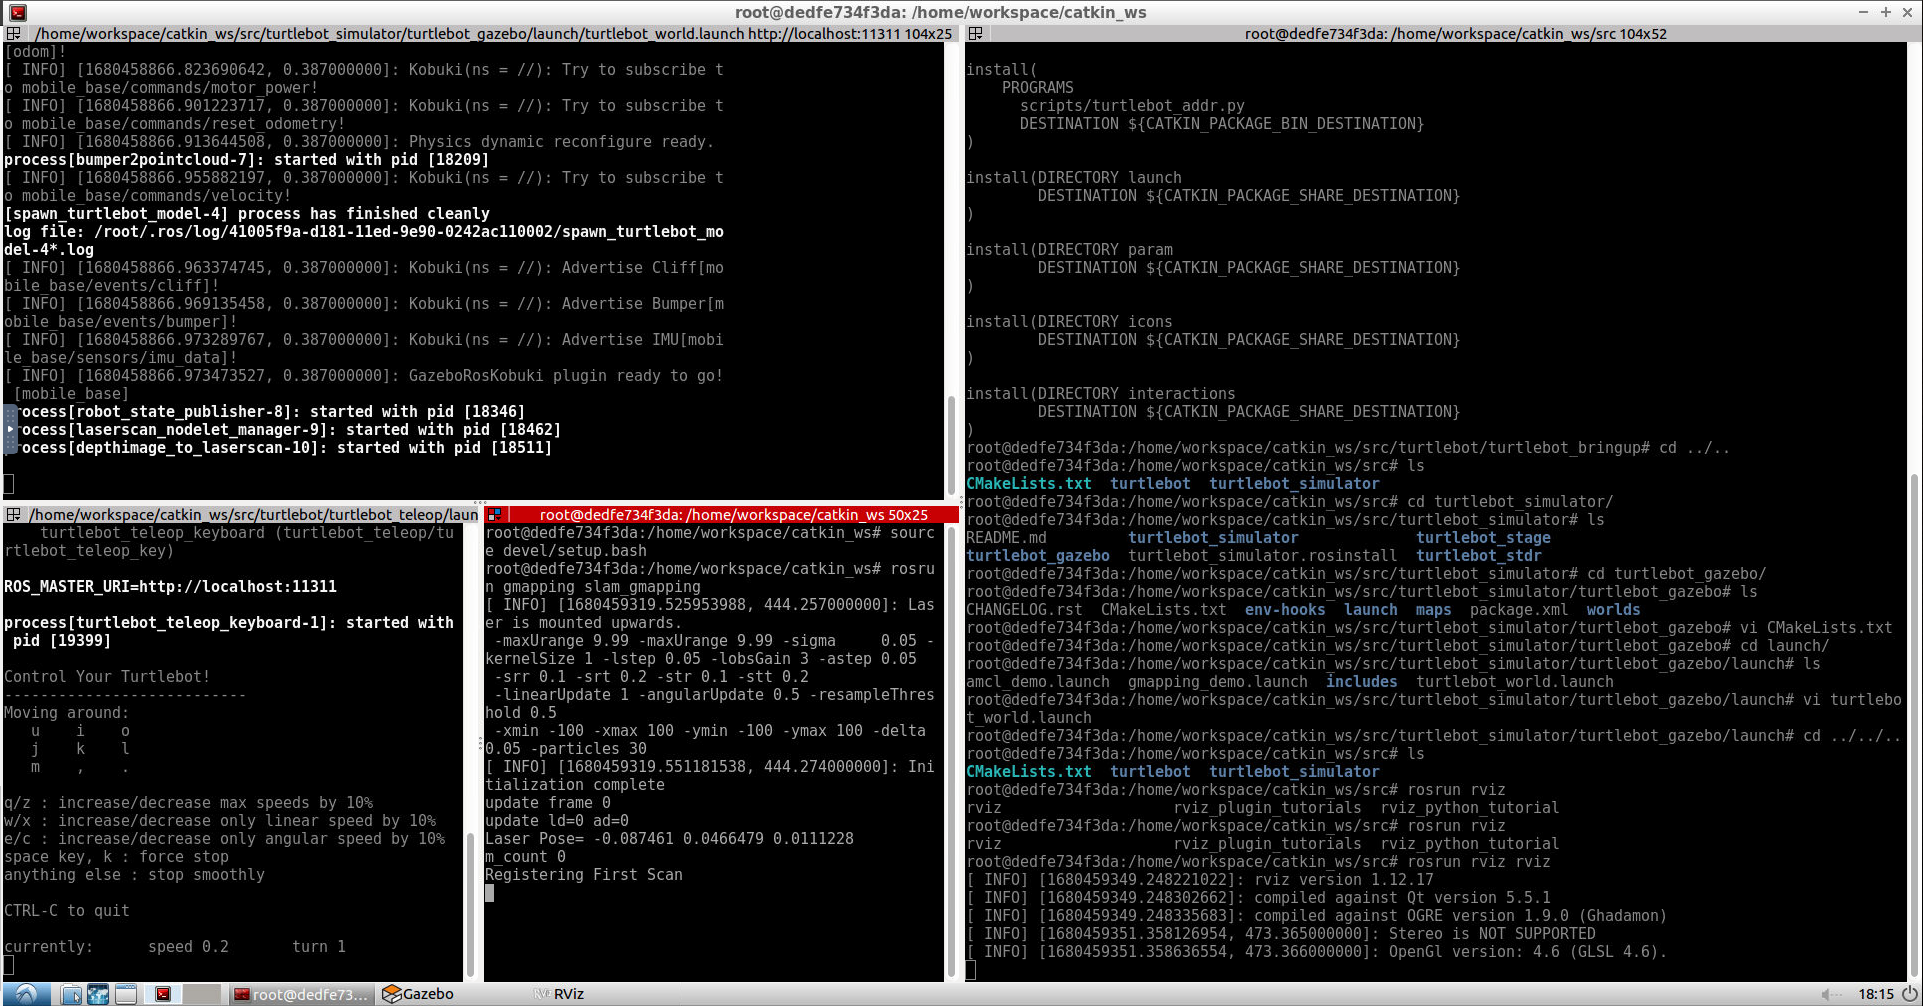 root@dedfe734f3da: /home/workspace/catkin_ws
/home/workspace/catkin_ws/src/turtlebot_simulator/turtlebot_gazebo/launch/turtlebot_world.launch http://localhost:11311 104x25
[odom]!
[ INFO] [1680458866.823690642, 0.387000000]: Kobuki(ns = //): Try to subscribe t
o mobile_base/commands/motor_power!
[ INFO] [1680458866.901223717, 0.387000000]: Kobuki(ns = //): Try to subscribe t
o mobile_base/commands/reset_odometry!
[ INFO] [1680458866.913644508, 0.387000000]: Physics dynamic reconfigure ready.
process[bumper2pointcloud-7]: started with pid [18209]
[ INFO] [1680458866.955882197, 0.387000000]: Kobuki(ns = //): Try to subscribe t
o mobile_base/commands/velocity!
[spawn_turtlebot_model-4] process has finished cleanly
log file: /root/.ros/log/41005f9a-d181-11ed-9e90-0242ac110002/spawn_turtlebot_mo
del-4*.log
[ INFO] [1680458866.963374745, 0.387000000]: Kobuki(ns = //): Advertise Cliff[mo
bile_base/events/cliff]!
[ INFO] [1680458866.969135458, 0.387000000]: Kobuki(ns = //): Advertise Bumper[m
obile_base/events/bumper]!
[ INFO] [1680458866.973289767, 0.387000000]: Kobuki(ns = //): Advertise IMU[mobi
le_base/sensors/imu_data]!
[ INFO] [1680458866.973473527, 0.387000000]: GazeboRosKobuki plugin ready to go!
[mobile_base]
rocess[robot_state_publisher-8]: started with pid [18346]
rocess[laserscan_nodelet_manager-9]: started with pid [18462]
rocess[depthimage_to_laserscan-10]: started with pid [18511]
/home/workspace/catkin_ws/src/turtlebot/turtlebot_teleop/laun
turtlebot_teleop_keyboard (turtlebot_teleop/tu
rtlebot_teleop_key)
ROS_MASTER_URI=http://localhost:11311
process[turtlebot_teleop_keyboard-1]: started with
pid [19399]
Control Your Turtlebot!
---------------------------
Moving around:
u i o
j k l
m , .
q/z : increase/decrease max speeds by 10%
w/x : increase/decrease only linear speed by 10%
e/c : increase/decrease only angular speed by 10%
space key, k : force stop
anything else : stop smoothly
CTRL-C to quit
currently: speed 0.2 turn 1
root@dedfe734f3da: /home/workspace/catkin_ws 50x25
root@dedfe734f3da:/home/workspace/catkin_ws# sourc
e devel/setup.bash
root@dedfe734f3da:/home/workspace/catkin_ws# rosru
n gmapping slam_gmapping
[ INFO] [1680459319.525953988, 444.257000000]: Las
er is mounted upwards.
-maxUrange 9.99 -maxUrange 9.99 -sigma 0.05 -
kernelSize 1 -lstep 0.05 -lobsGain 3 -astep 0.05
-srr 0.1 -srt 0.2 -str 0.1 -stt 0.2
-linearUpdate 1 -angularUpdate 0.5 -resampleThres
hold 0.5
-xmin -100 -xmax 100 -ymin -100 -ymax 100 -delta
0.05 -particles 30
[ INFO] [1680459319.551181538, 444.274000000]: Ini
tialization complete
update frame 0
update ld=0 ad=0
Laser Pose= -0.087461 0.0466479 0.0111228
m_count 0
Registering First Scan
root@dedfe734f3da: /home/workspace/catkin_ws/src 104x52
install(
PROGRAMS
scripts/turtlebot_addr.py
DESTINATION ${CATKIN_PACKAGE_BIN_DESTINATION}
)
install(DIRECTORY launch
DESTINATION ${CATKIN_PACKAGE_SHARE_DESTINATION}
)
install(DIRECTORY param
DESTINATION ${CATKIN_PACKAGE_SHARE_DESTINATION}
)
install(DIRECTORY icons
DESTINATION ${CATKIN_PACKAGE_SHARE_DESTINATION}
)
install(DIRECTORY interactions
DESTINATION ${CATKIN_PACKAGE_SHARE_DESTINATION}
)
root@dedfe734f3da:/home/workspace/catkin_ws/src/turtlebot/turtlebot_bringup# cd ../..
root@dedfe734f3da:/home/workspace/catkin_ws/src# ls
CMakeLists.txt turtlebot turtlebot_simulator
root@dedfe734f3da:/home/workspace/catkin_ws/src# cd turtlebot_simulator/
root@dedfe734f3da:/home/workspace/catkin_ws/src/turtlebot_simulator# ls
README.md turtlebot_simulator turtlebot_stage
turtlebot_gazebo turtlebot_simulator.rosinstall turtlebot_stdr
root@dedfe734f3da:/home/workspace/catkin_ws/src/turtlebot_simulator# cd turtlebot_gazebo/
root@dedfe734f3da:/home/workspace/catkin_ws/src/turtlebot_simulator/turtlebot_gazebo# ls
CHANGELOG.rst CMakeLists.txt env-hooks launch maps package.xml worlds
root@dedfe734f3da:/home/workspace/catkin_ws/src/turtlebot_simulator/turtlebot_gazebo# vi CMakeLists.txt
root@dedfe734f3da:/home/workspace/catkin_ws/src/turtlebot_simulator/turtlebot_gazebo# cd launch/
root@dedfe734f3da:/home/workspace/catkin_ws/src/turtlebot_simulator/turtlebot_gazebo/launch# ls
amcl_demo.launch gmapping_demo.launch includes turtlebot_world.launch
root@dedfe734f3da:/home/workspace/catkin_ws/src/turtlebot_simulator/turtlebot_gazebo/launch# vi turtlebo
t_world.launch
root@dedfe734f3da:/home/workspace/catkin_ws/src/turtlebot_simulator/turtlebot_gazebo/launch# cd ../../..
root@dedfe734f3da:/home/workspace/catkin_ws/src# ls
CMakeLists.txt turtlebot turtlebot_simulator
root@dedfe734f3da:/home/workspace/catkin_ws/src# rosrun rviz
rviz rviz_plugin_tutorials rviz_python_tutorial
root@dedfe734f3da:/home/workspace/catkin_ws/src# rosrun rviz
rviz rviz_plugin_tutorials rviz_python_tutorial
root@dedfe734f3da:/home/workspace/catkin_ws/src# rosrun rviz rviz
[ INFO] [1680459349.248221022]: rviz version 1.12.17
[ INFO] [1680459349.248302662]: compiled against Qt version 5.5.1
[ INFO] [1680459349.248335683]: compiled against OGRE version 1.9.0 (Ghadamon)
[ INFO] [1680459351.358126954, 473.365000000]: Stereo is NOT SUPPORTED
[ INFO] [1680459351.358636554, 473.366000000]: OpenGl version: 4.6 (GLSL 4.6).
root@dedfe73...
Gazebo
RViz
18:15